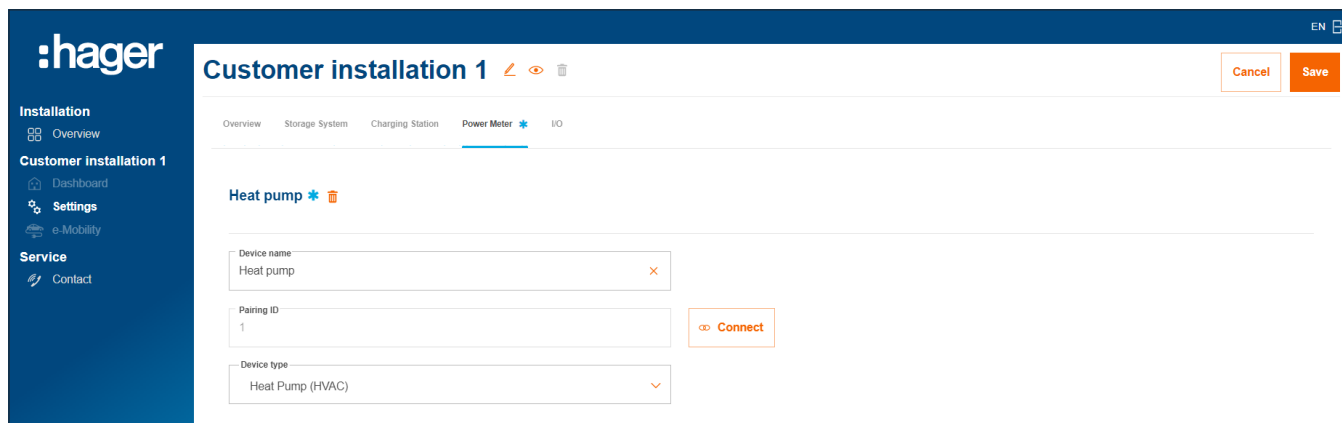 EN
:hager
Customer installation 1
Cancel
Save
Installation
Overview
Customer installation 1
Dashboard
Settings
e-Mobility
Service
Contact
Overview Storage System Charging Station Power Meter * I/O
Heat pump *
Device name
Heat pump
Pairing ID
1
Connect
Device type
Heat Pump (HVAC)